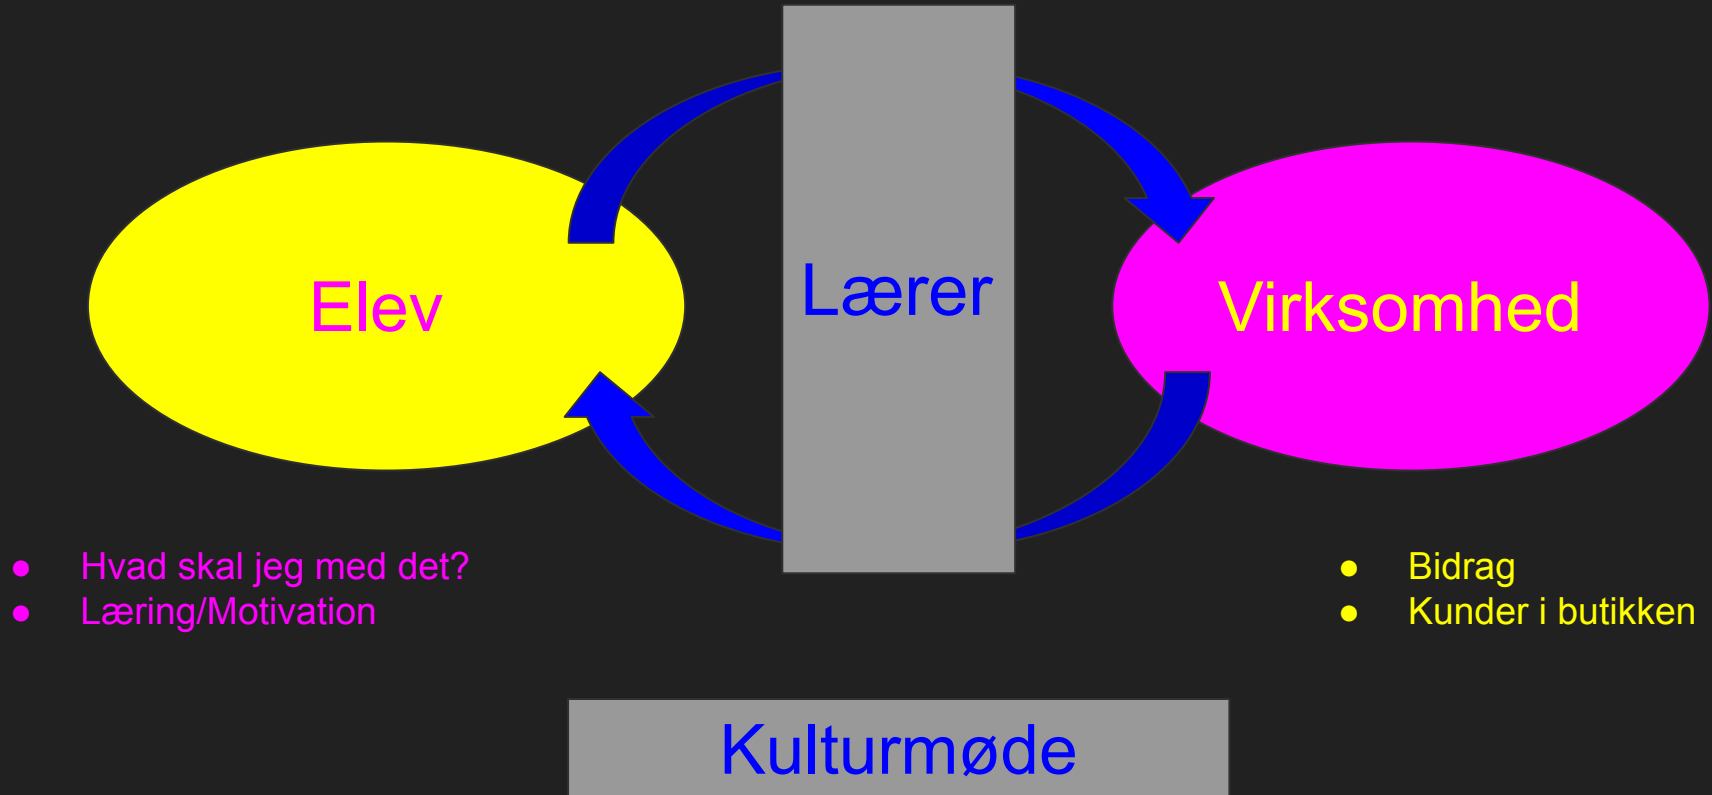 Elev
Lærer
Virksomhed
● Hvad skal jeg med det?
● Læring/Motivation
● Bidrag
● Kunder i butikken
Kulturmøde